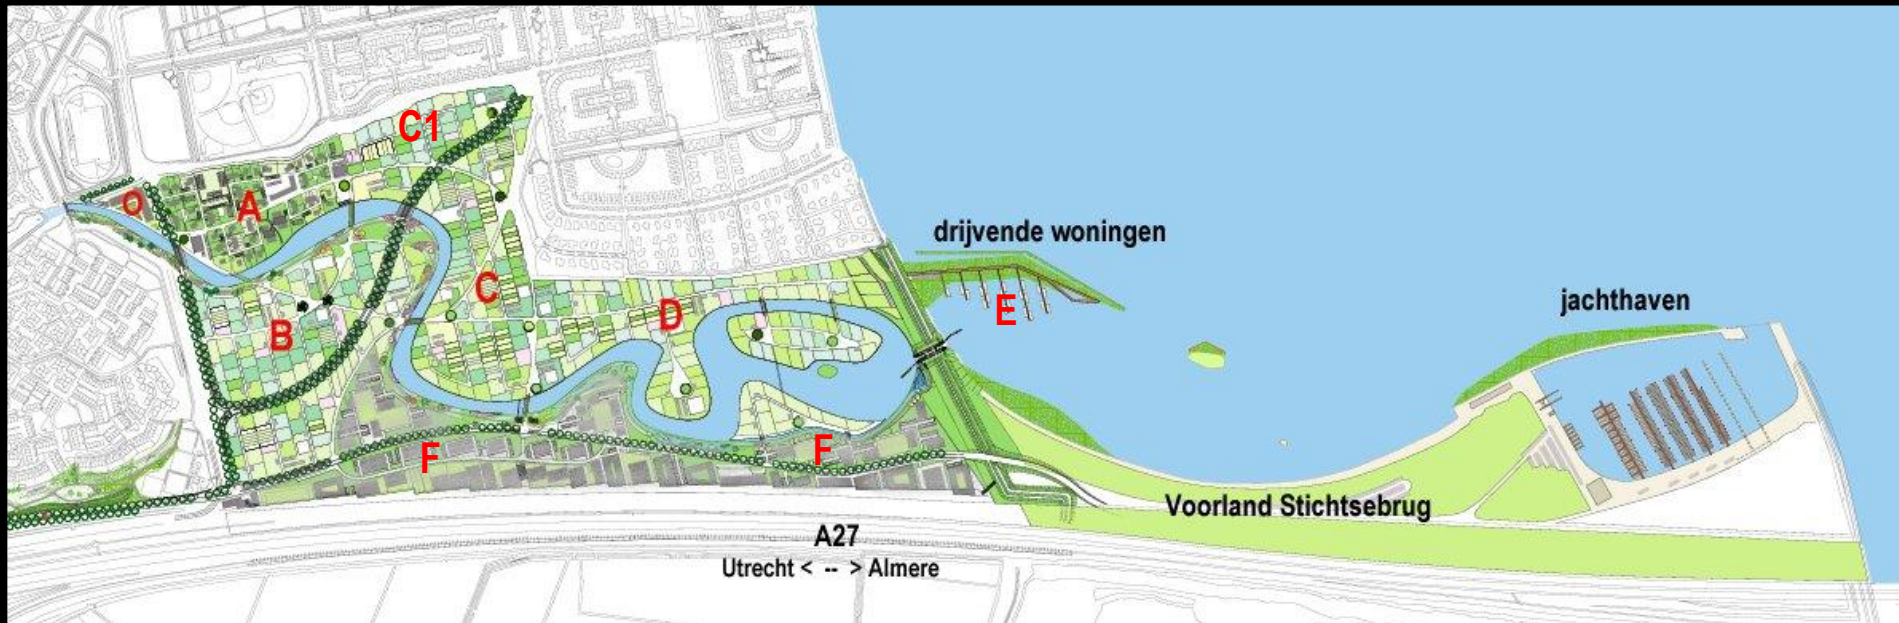 C1
O
A
drijvende woningen
C
jachthaven
B
D
E
F
F
Voorland Stichtsebrug
A27
Utrecht < -- > Almere